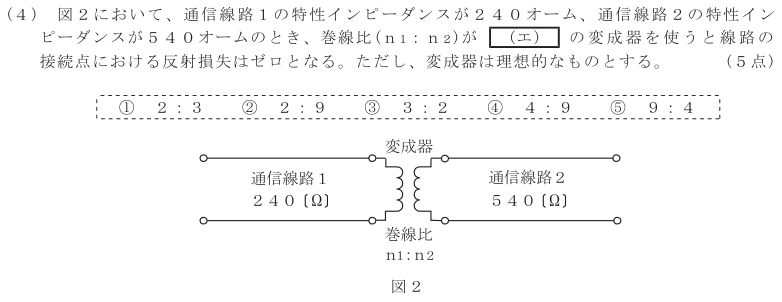 (４) 図２において、通信線路１の特性インピーダンスが２４０オーム、通信線路２の特性イン
ピーダンスが５４０オームのとき、巻線比(n1：n2)が (エ) の変成器を使うと線路の
接続点における反射損失はゼロとなる。ただし、変成器は理想的なものとする。 (５点)
① ２：３ ② ２：９ ③ ３：２ ④ ４：９ ⑤ ９：４
変成器
通信線路１ 通信線路２
２４０〔Ω〕 ５４０〔Ω〕
巻線比
n1:n2
図２